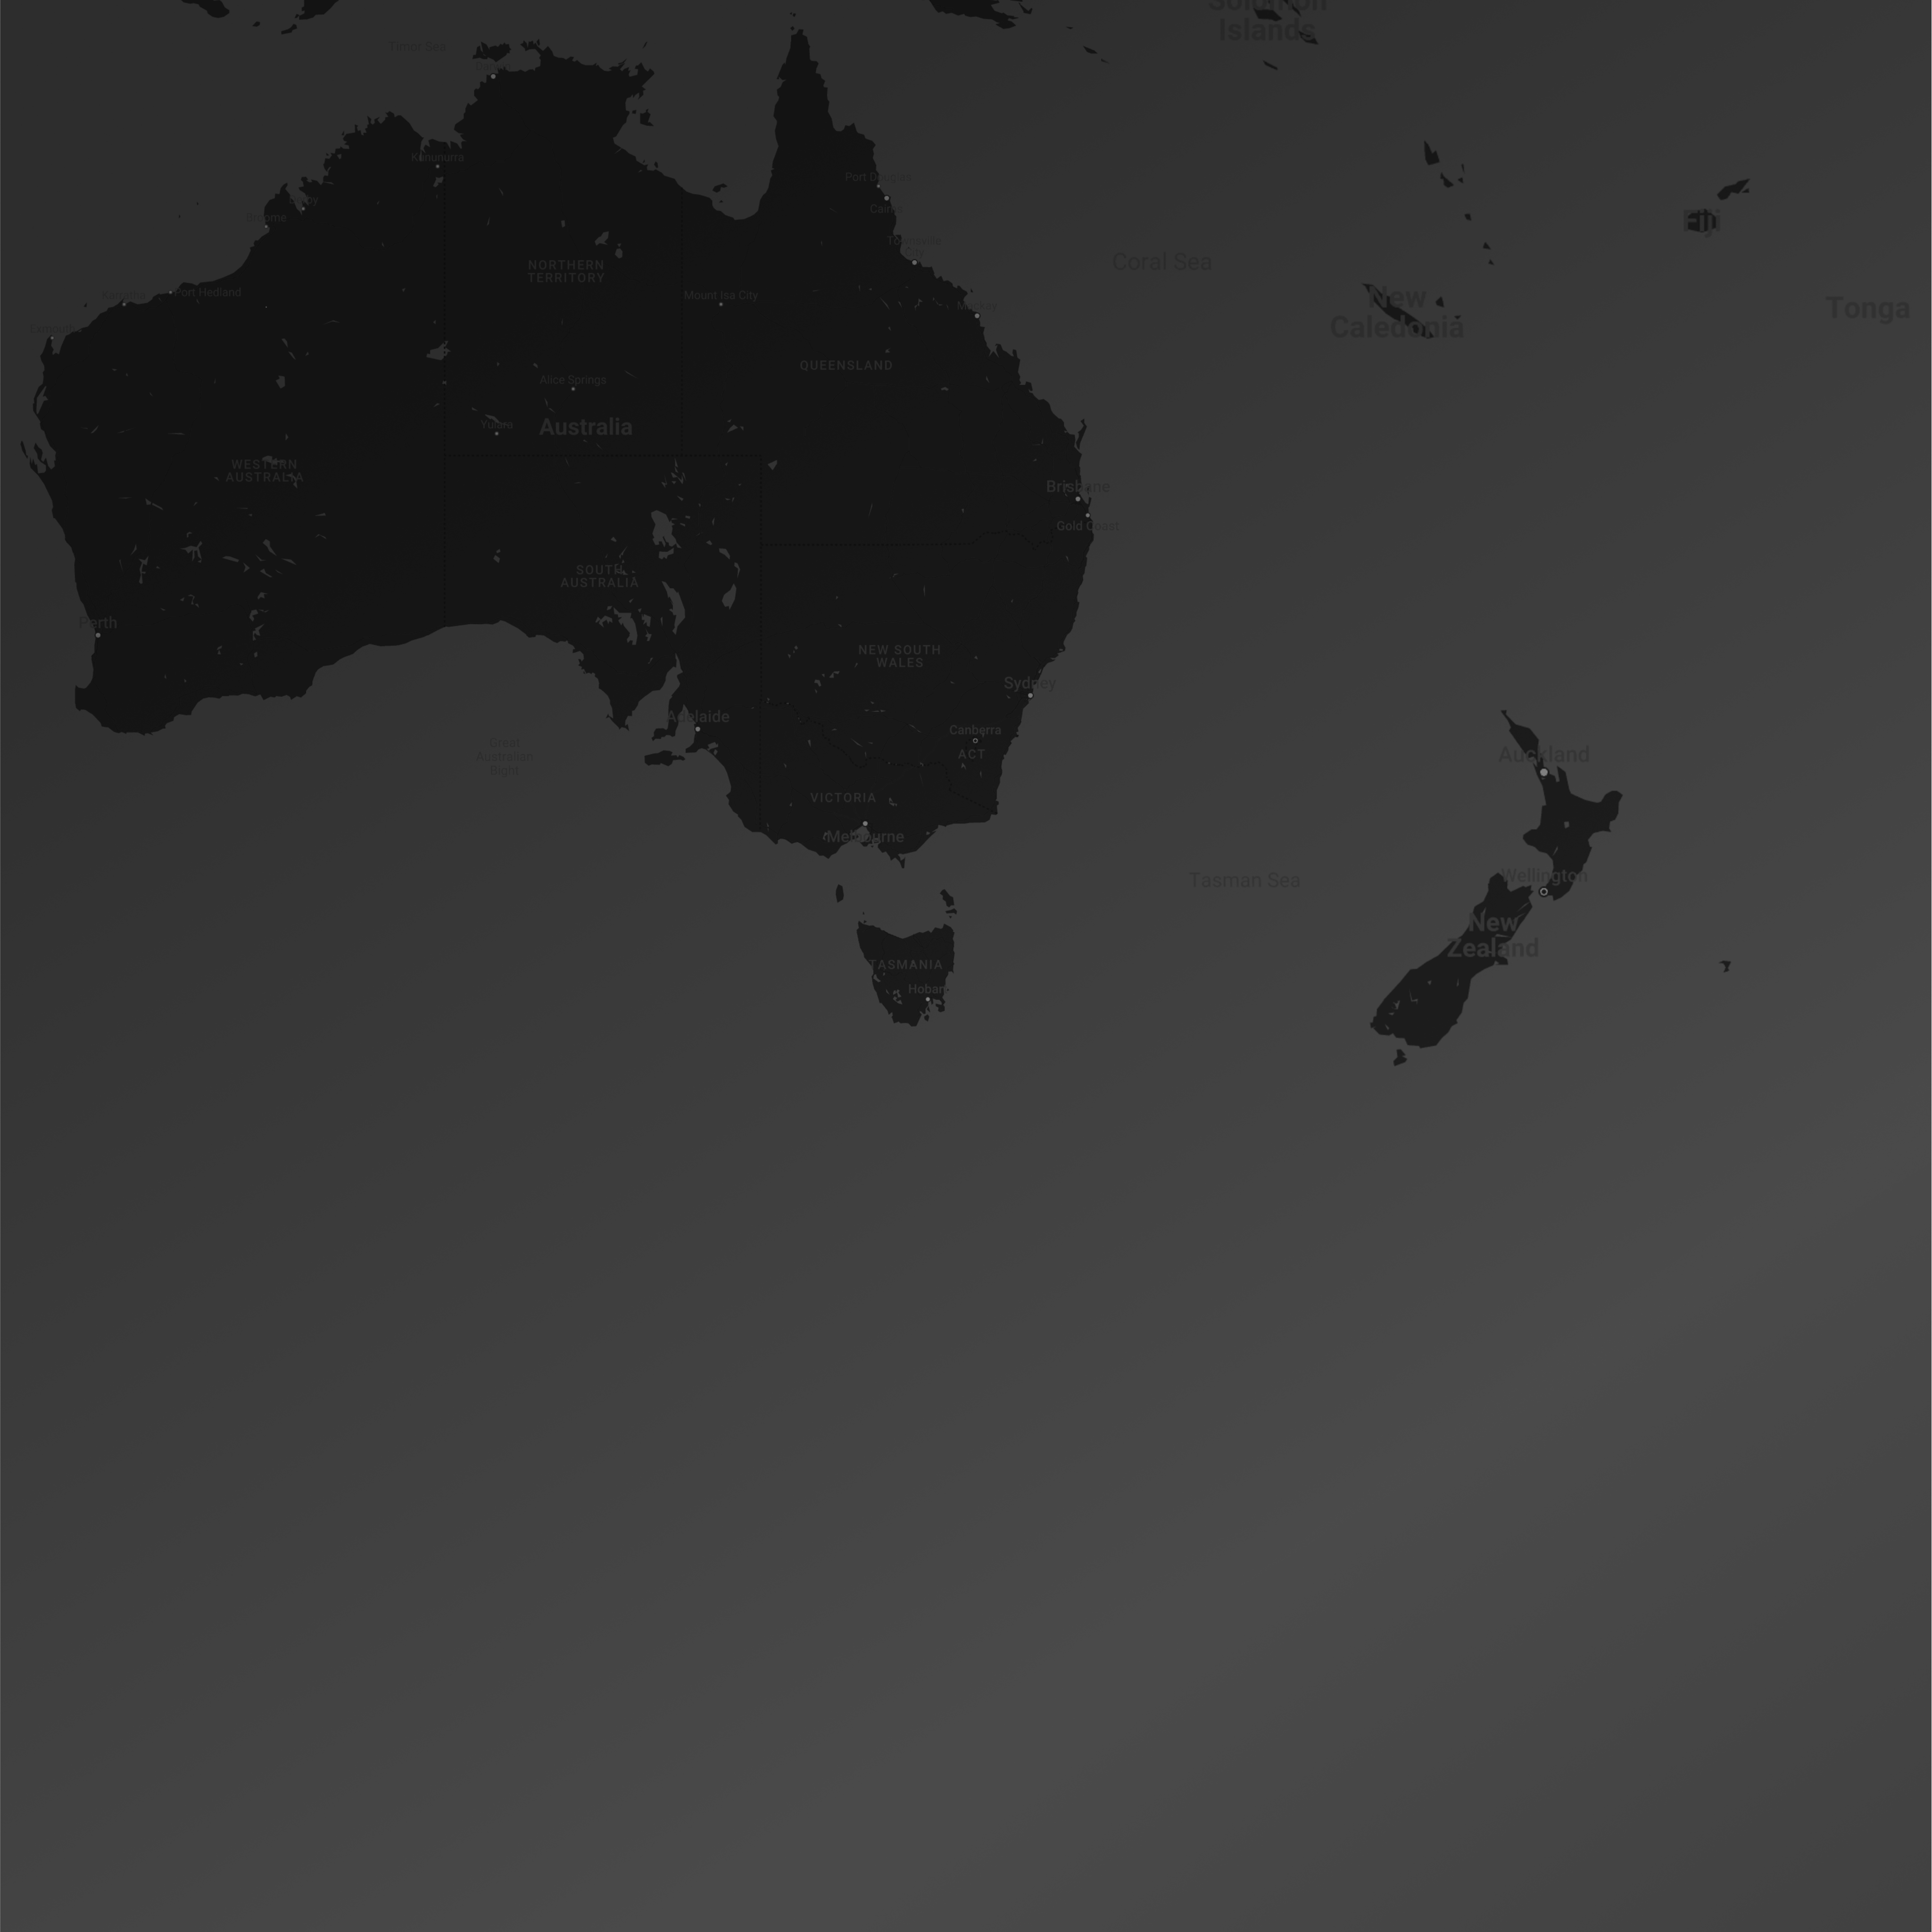 Solomon
Islands
Timor Sea
Kununurra
Port Douglas
Derby
Cairns
Broome
Townsville
Fiji
Coral Sea
NORTHERN
TERRITORY
Port Hedland
Mount Isa City
Karratha
New
Caledonia
Tonga
Mackay
Exmouth
QUEENSLAND
Alice Springs
Yulara
Australia
WESTERN
AUSTRALIA
Brisbane
Gold Coast
SOUTH
AUSTRALIA
Perth
NEW SOUTH
WALES
Sydney
Adelaide
Canberra
ACT
Great
Australian
Bight
Auckland
VICTORIA
Melbourne
Tasman Sea
Wellington
New
Zealand
TASMANIA
Hobart